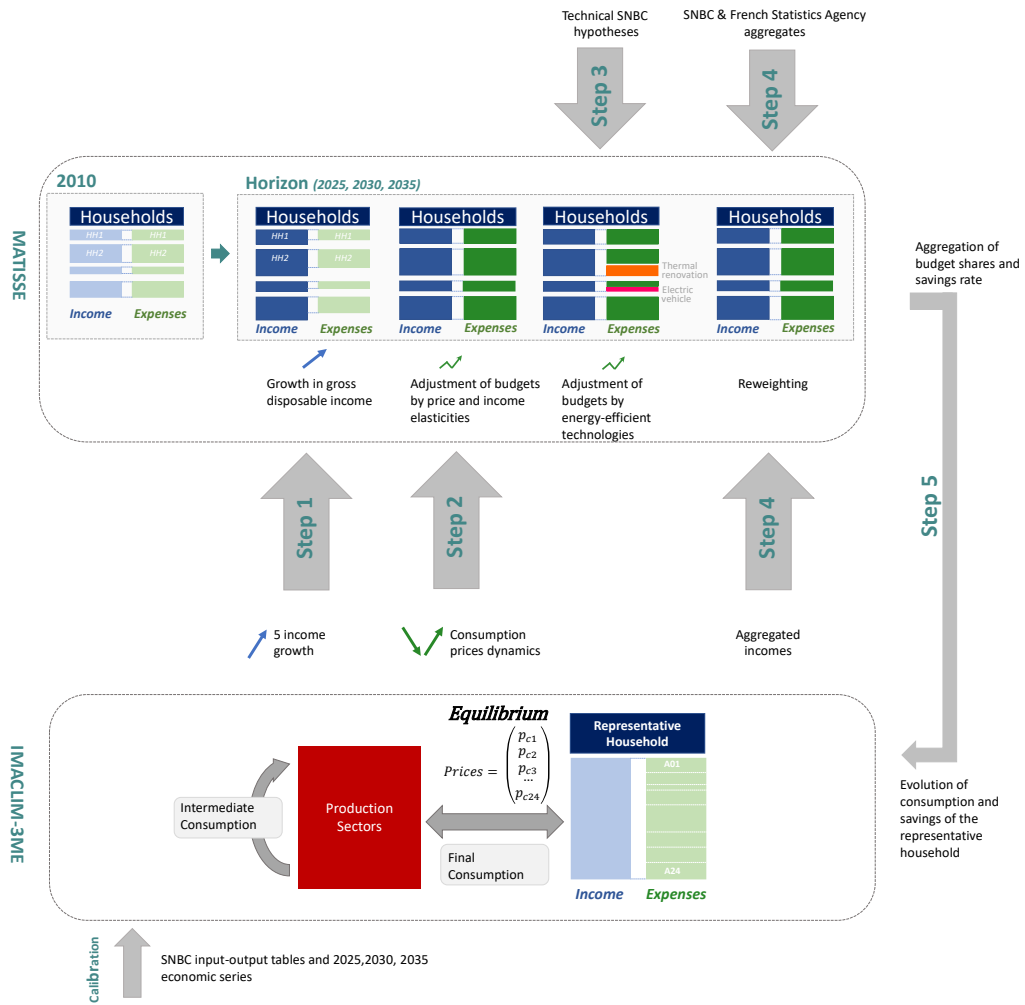 Technical SNBC
hypotheses
SNBC & French Statistics Agency
aggregates
Step 3
Step 4
MATISSE
2010
Households
HH1 HH1
HH2 HH2
Income Expenses
Horizon (2025, 2030, 2035)
Households
HH1 HH1
HH2 HH2
Income Expenses
Households
Income Expenses
Households
Thermal
renovation
Electric
vehicle
Income Expenses
Households
Income Expenses
Growth in gross
disposable income
Adjustment of budgets
by price and income
elasticities
Adjustment of
budgets by
energy-efficient
technologies
Reweighting
Aggregation of
budget shares and
savings rate
Step 1
Step 2
Step 4
Step 5
5 income
growth
Consumption
prices dynamics
Aggregated
incomes
IMACLIM-3ME
Intermediate
Consumption
Production
Sectors
Equilibrium
Prices =
pc1
pc2
pc3
...
pc24
Final
Consumption
Representative
Household
A01
A24
Income Expenses
Evolution of
consumption and
savings of the
representative
household
Calibration
SNBC input-output tables and 2025,2030, 2035
economic series